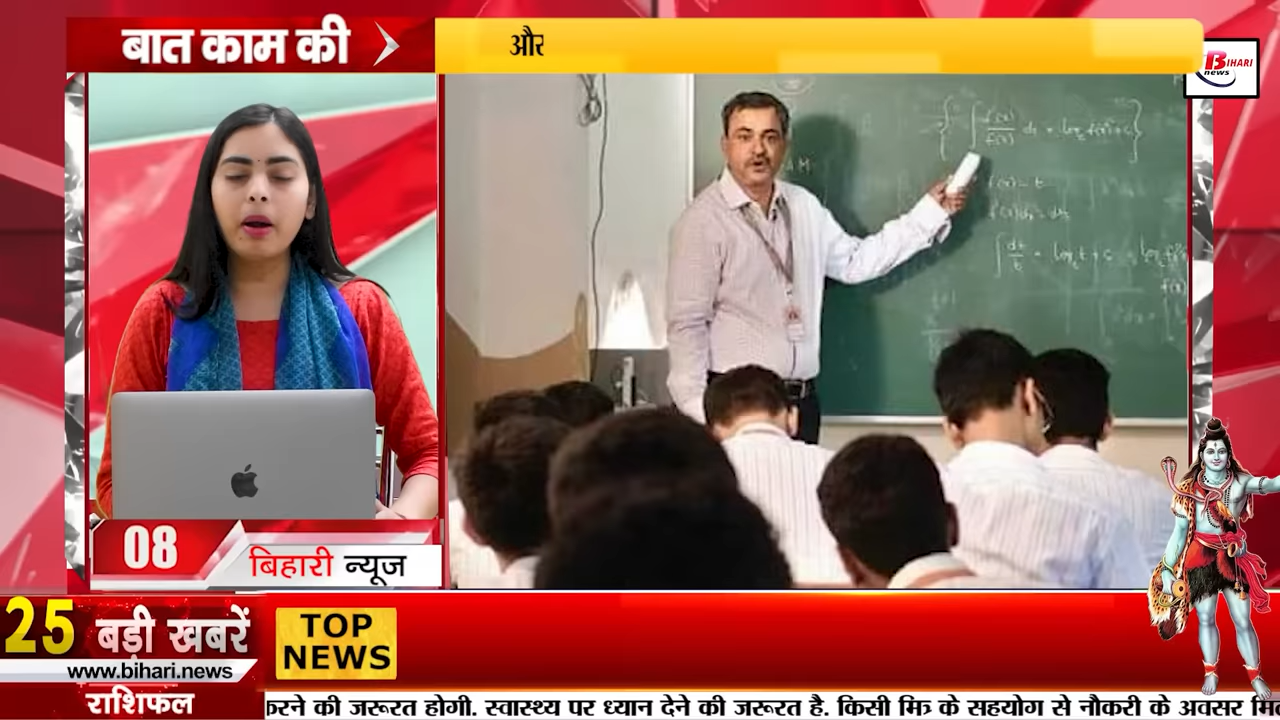 बात काम की
और
BIHARI
news
08
बिहारी न्यूज
25 बड़ी खबरें
www.bihari.news
TOP
NEWS
राशिफल
करने की जरूरत होगी. स्वास्थ्य पर ध्यान देने की जरूरत है. किसी मित्र के सहयोग से नौकरी के अवसर